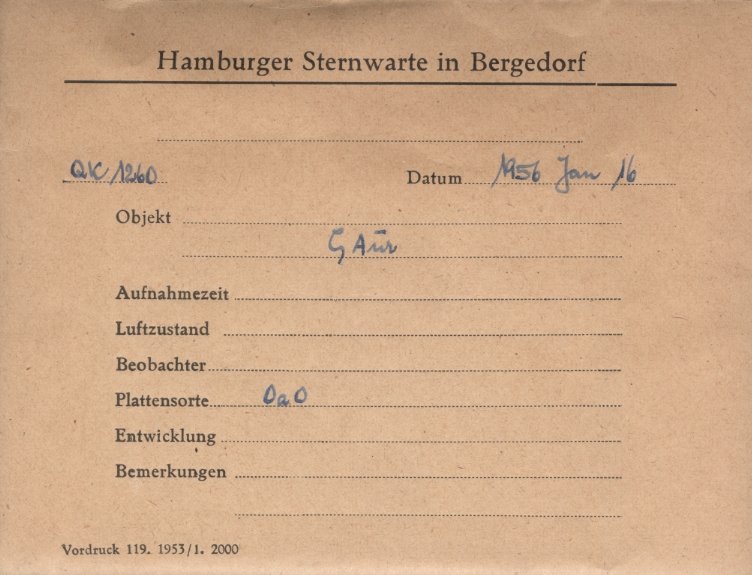 Hamburger Sternwarte in Bergedorf
QK 1260 Datum 1956 Jan 16
Objekt
ζ Aur
Aufnahmezeit
Luftzustand
Beobachter
Plattensorte OaO
Entwicklung
Bemerkungen
Vordruck 119. 1953/1. 2000